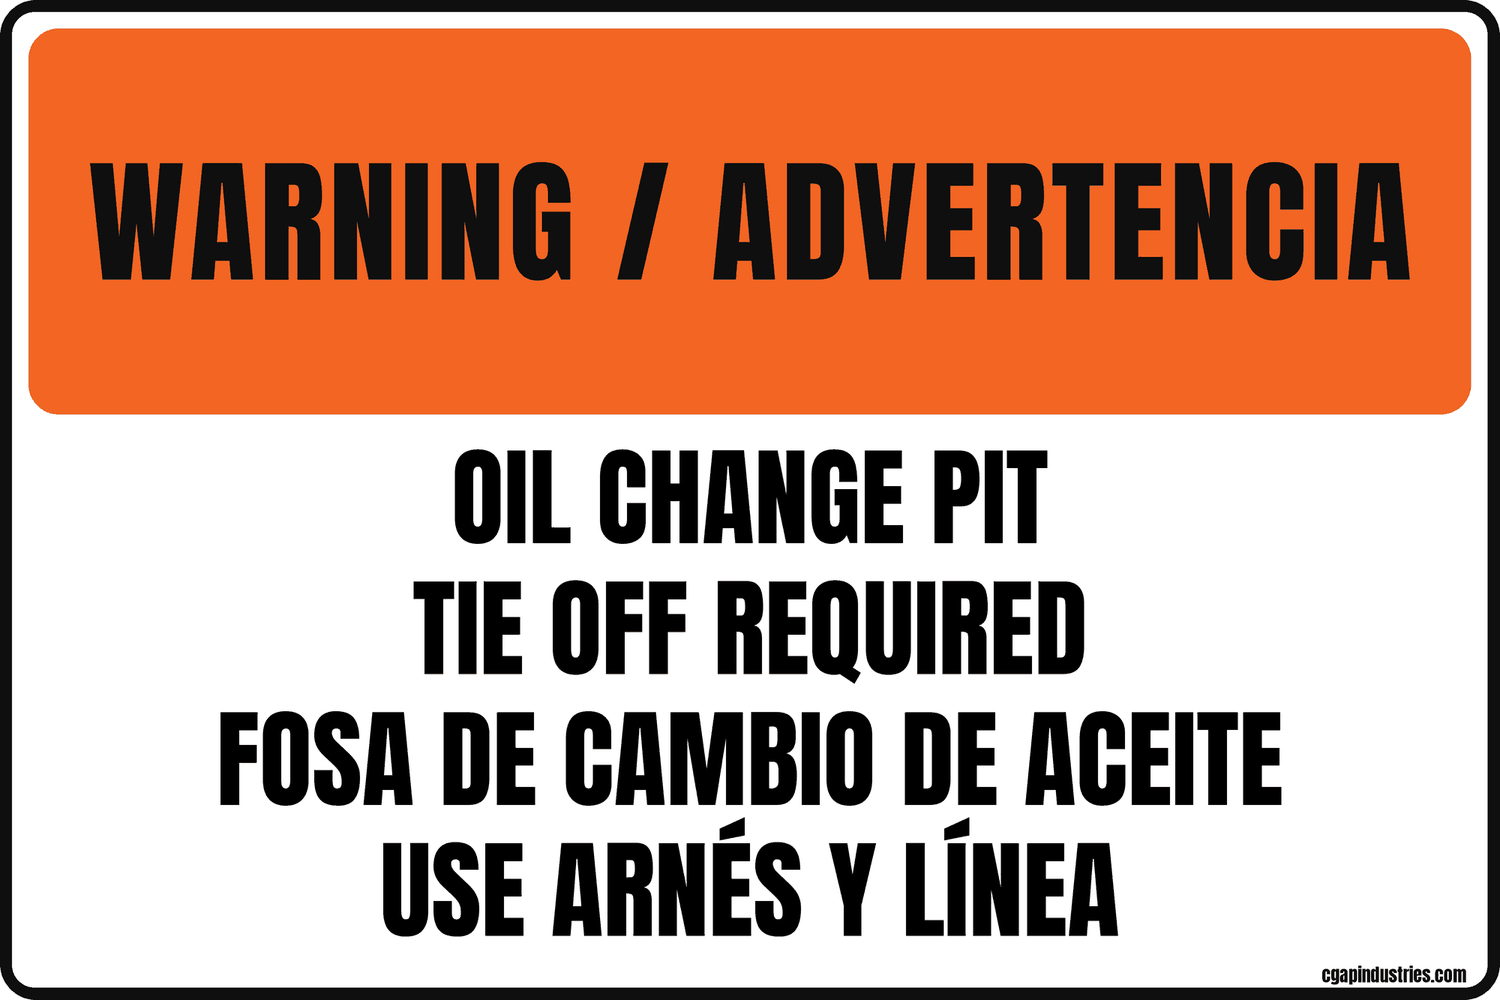 WARNING / ADVERTENCIA
OIL CHANGE PIT
TIE OFF REQUIRED
FOSA DE CAMBIO DE ACEITE
USE ARNÉS Y LÍNEA
cgapindustries.com